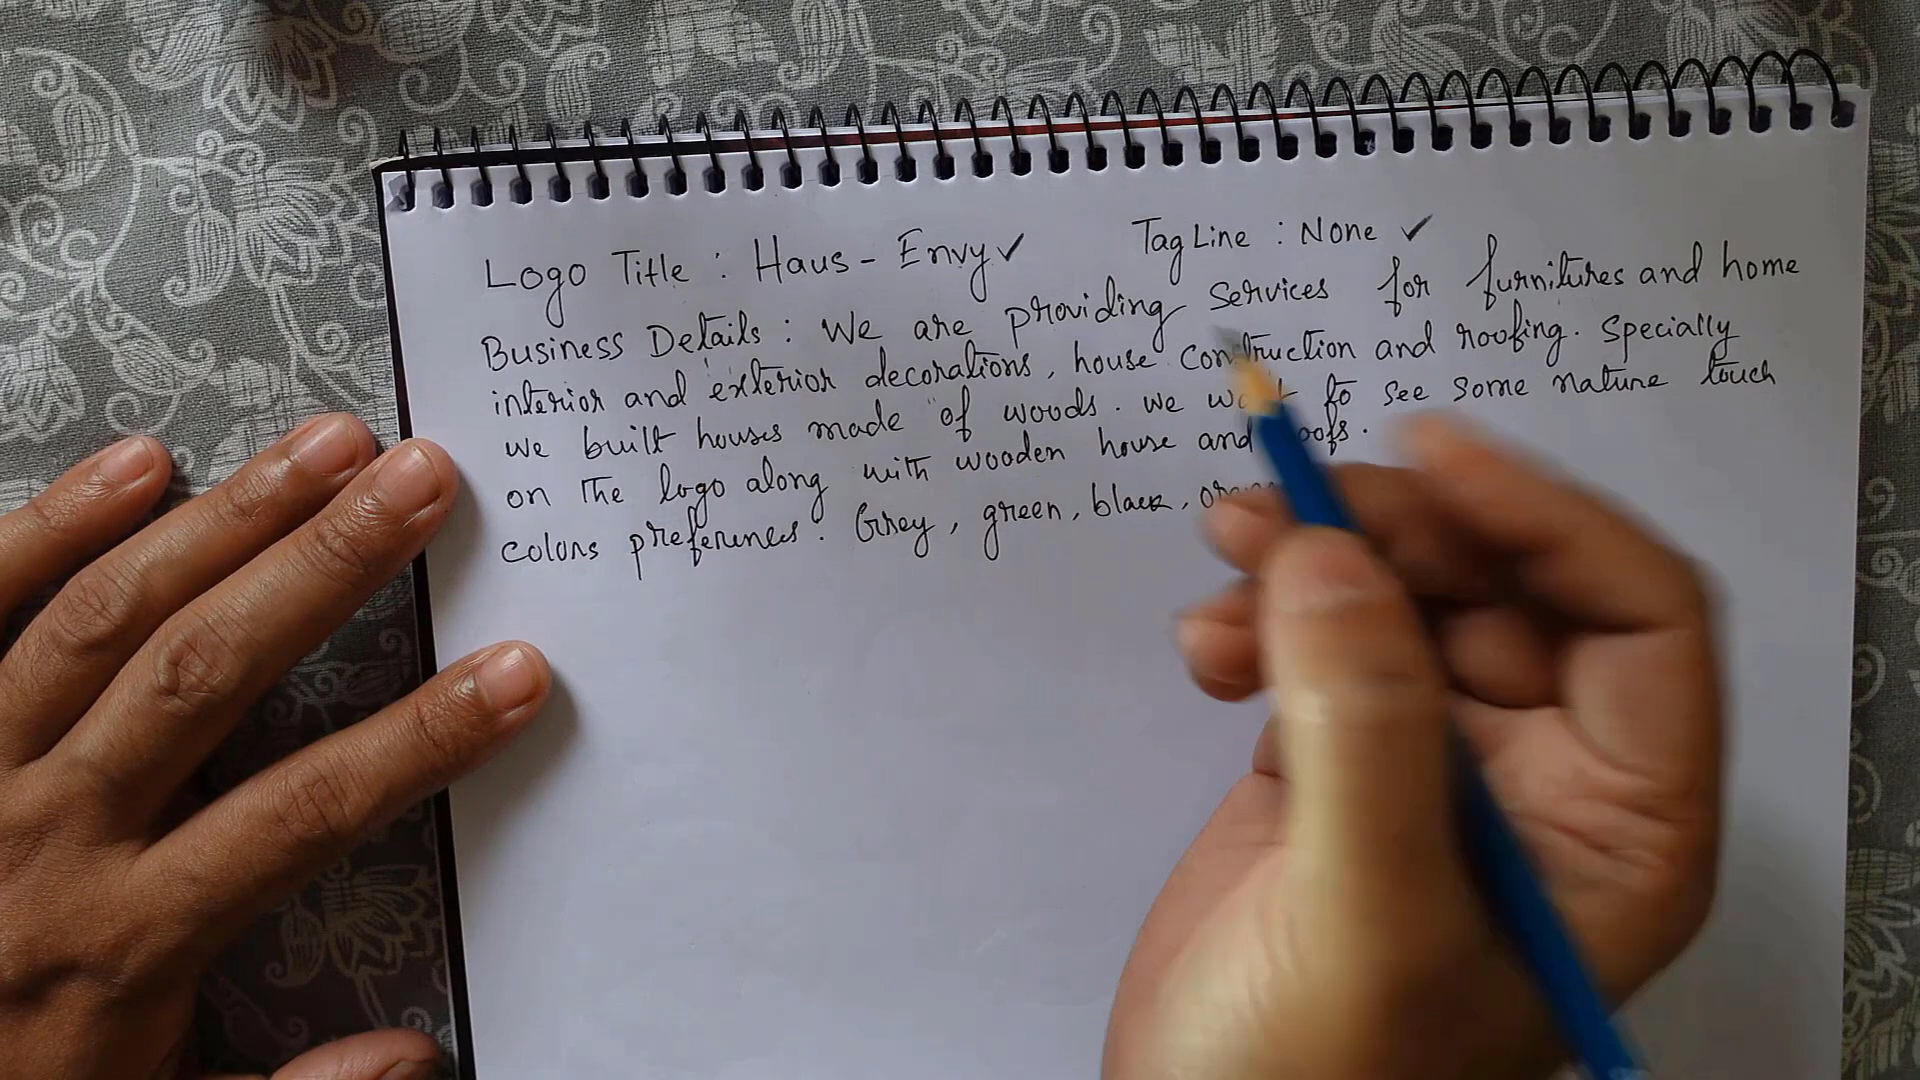 Logo Title : Haus - Envy✓ TagLine : None ✓
Business Details : We are providing services for furnitures and home
interior and exterior decorations, house construction and roofing. Specially
we built houses made of woods. we to see some nature touch
on the logo along with wooden house and
colors preferences : Grey, green, black,